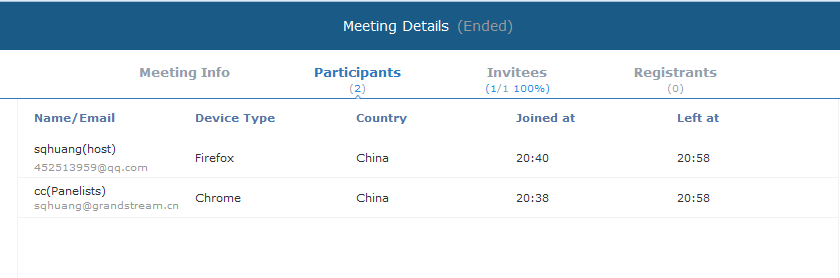 Meeting Details (Ended)
Meeting Info Participants Invitees Registrants
(2) (1/1 100%) (0)
Name/Email Device Type Country Joined at Left at
sqhuang(host)
Firefox China 20:40 20:58
452513959@qq.com
cc(Panelists)
Chrome China 20:38 20:58
sqhuang@grandstream.cn